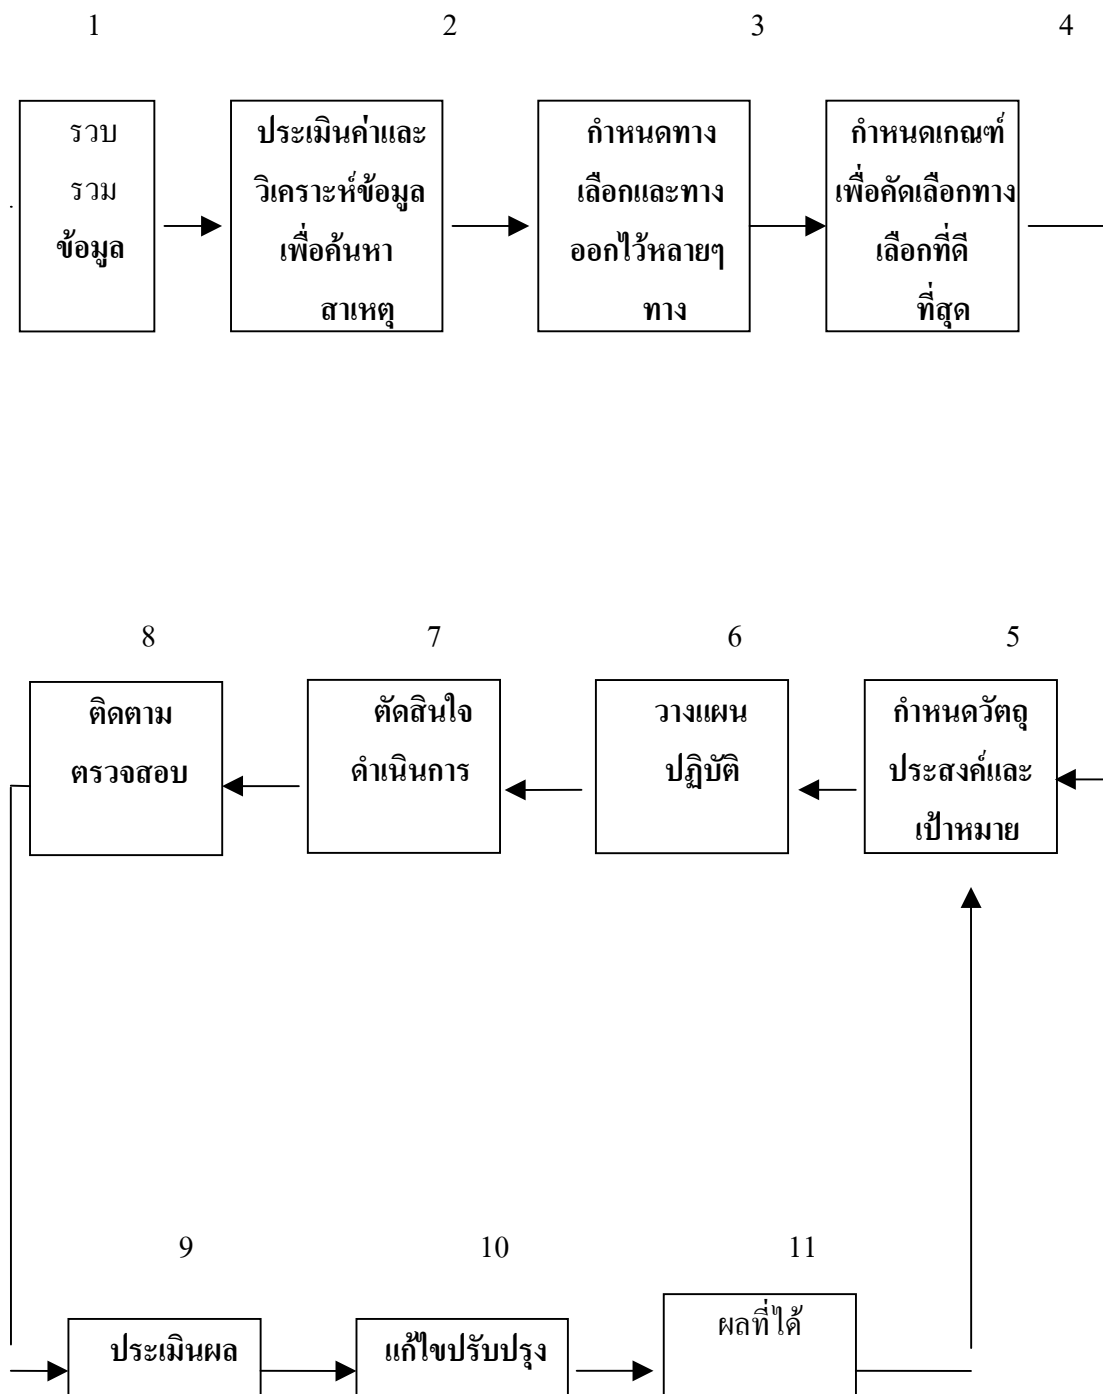 1 2 3 4
รวบ
รวม
ข้อมูล
ประเมินค่าและ
วิเคราะห์ข้อมูล
เพื่อค้นหา
สาเหตุ
กำหนดทาง
เลือกและทาง
ออกไว้หลายๆ
ทาง
กำหนดเกณฑ์
เพื่อคัดเลือกทาง
เลือกที่ดี
ที่สุด
8 7 6 5
ติดตาม
ตรวจสอบ
ตัดสินใจ
ดำเนินการ
วางแผน
ปฏิบัติ
กำหนดวัตถุ
ประสงค์และ
เป้าหมาย
9 10 11
ประเมินผล
แก้ไขปรับปรุง
ผลที่ได้